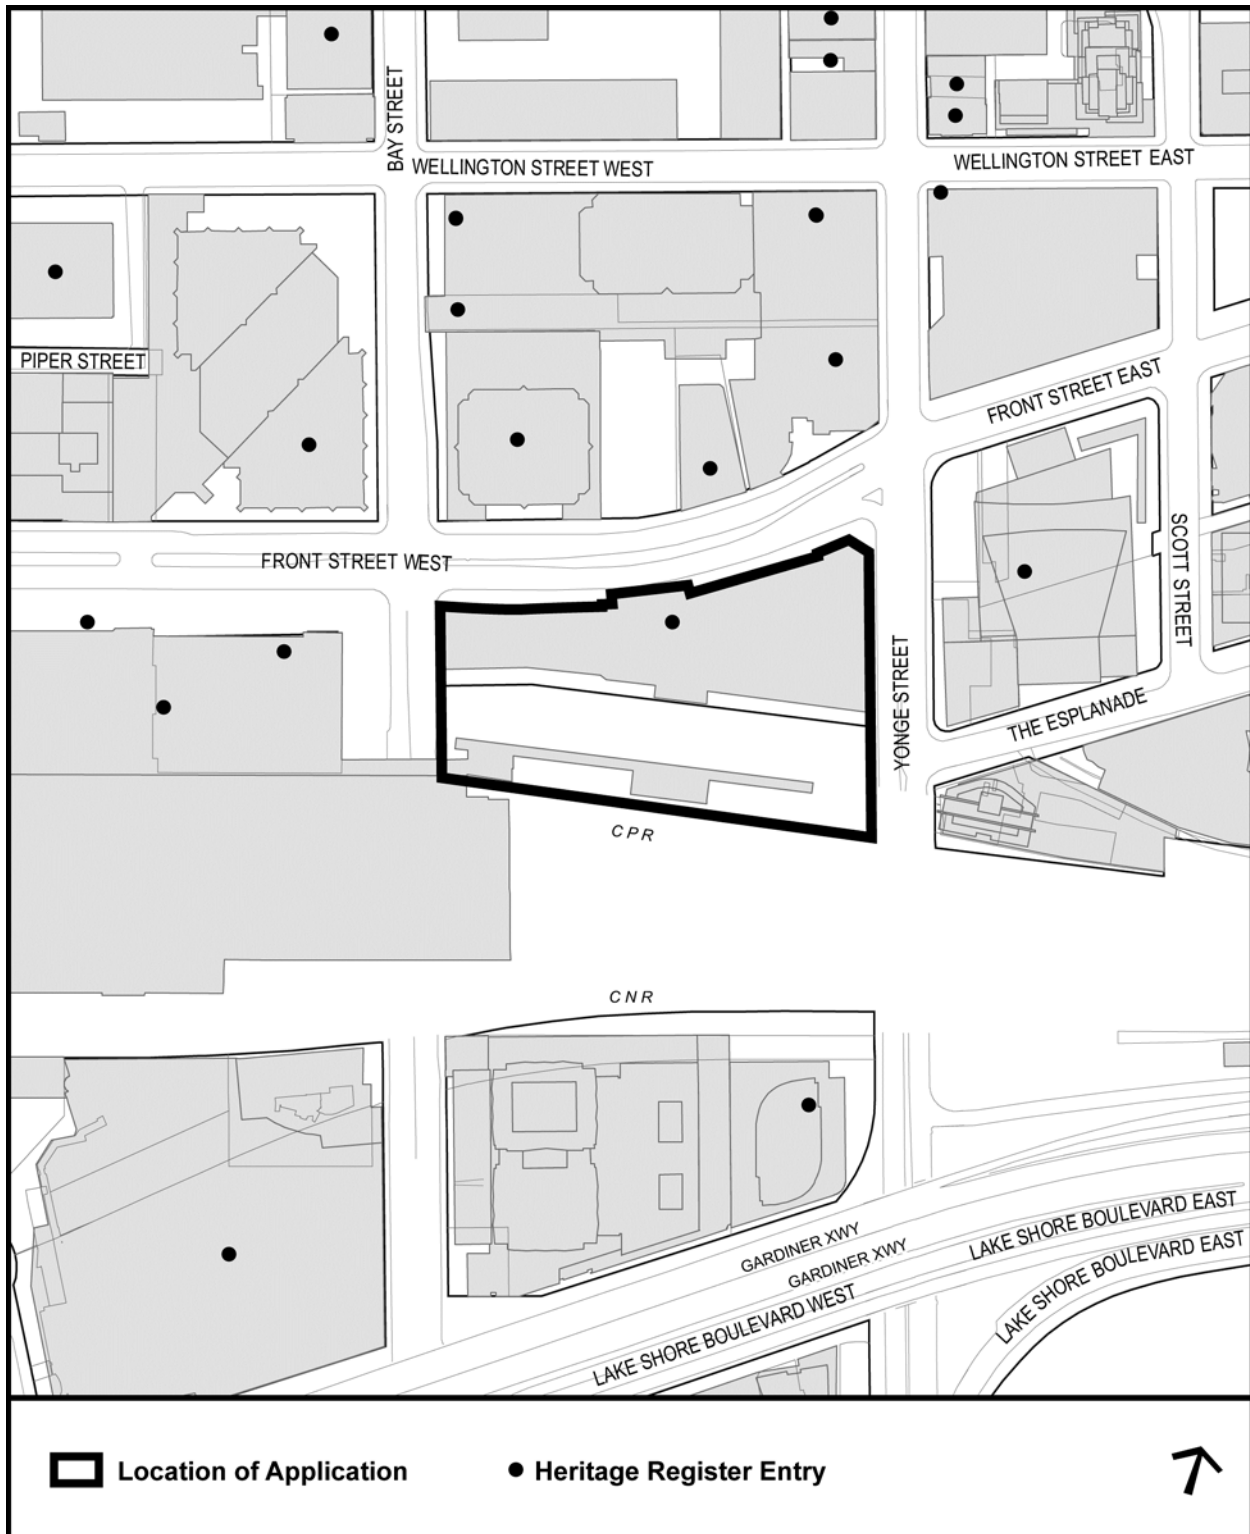 BAY STREET
WELLINGTON STREET WEST
WELLINGTON STREET EAST
PIPER STREET
FRONT STREET EAST
FRONT STREET WEST
SCOTT STREET
YONGE STREET
THE ESPLANADE
CPR
CNR
GARDINER XWY
GARDINER XWY
LAKE SHORE BOULEVARD EAST
LAKE SHORE BOULEVARD EAST
LAKE SHORE BOULEVARD WEST
Location of Application
Heritage Register Entry